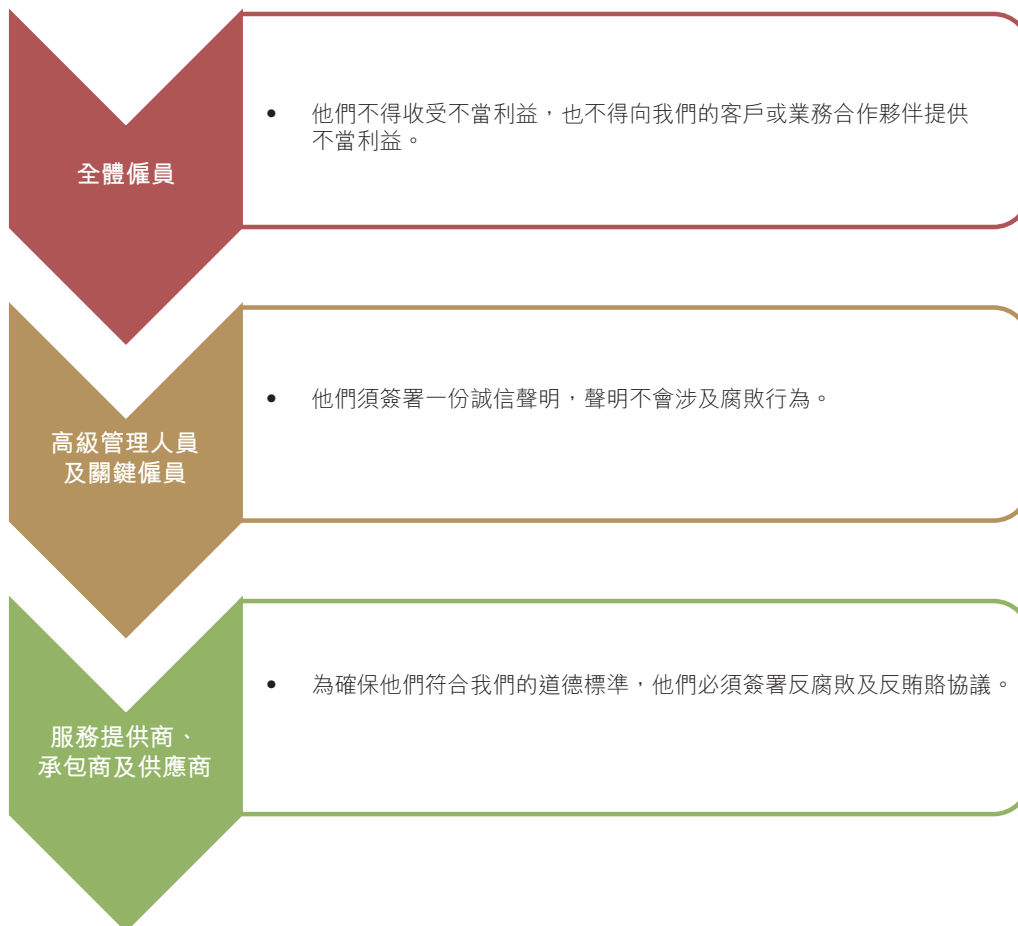 全體僱員
• 他們不得收受不當利益，也不得向我們的客戶或業務合作夥伴提供
不當利益。
高級管理人員
及關鍵僱員
• 他們須簽署一份誠信聲明，聲明不會涉及腐敗行為。
服務提供商、
承包商及供應商
• 為確保他們符合我們的道德標準，他們必須簽署反腐敗及反賄賂協議。